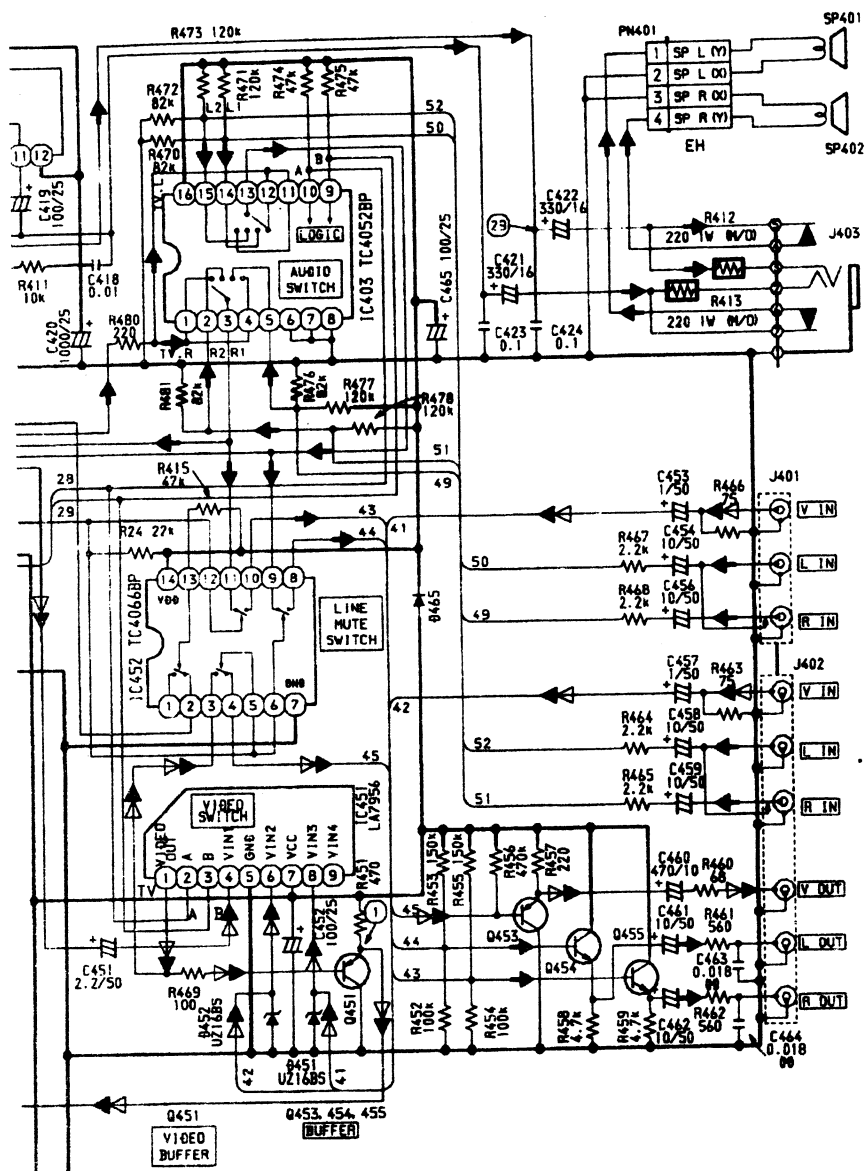 R473 120k
PN401
SP401
1 SP L (Y)
2 SP L (X)
3 SP R (X)
4 SP R (Y)
EH
SP402
R472
82k
R471
120k
R474
47k
R475
47k
L2 L1
52
50
R470
82k
A
B
11 12
C419
100/25
16 15 14 13 12 11 10 9
LOGIC
IC403 TC4052BP
AUDIO
SWITCH
C465 100/25
23
C422
330/16
R412
220 1W (M/O)
J403
C421
330/16
R413
220 1W (M/O)
R411
10k
C418
0.01
C420
1000/25
R480
220
1 2 3 4 5 6 7 8
TV.R R2 R1
C423
0.1
C424
0.1
R481
82k
R476
82k
R477
120k
R478
120k
51
49
28
29
R415
47k
43
44
41
R24 27k
IC452 TC4066BP
14 13 12 11 10 9 8
VDD
LINE
MUTE
SWITCH
GND
1 2 3 4 5 6 7
D465
C453
1/50
R466
75
J401
V IN
50
R467
2.2k
C454
10/50
L IN
49
R468
2.2k
C456
10/50
R IN
42
C457
1/50
R463
75
J402
V IN
52
R464
2.2k
C458
10/50
L IN
51
R465
2.2k
C459
10/50
R IN
45
IC451
LA7956
VIDEO
SWITCH
VIDEO
OUT
A
B
VIN1
GND
VIN2
VCC
VIN3
VIN4
TV 1 2 3 4 5 6 7 8 9
A
B
R451
470
C452
100/25
1
R453 150k
R455 150k
R456
470k
R457
220
C460
470/10
R460
68
V OUT
45
Q453
C461
10/50
R461
560
L OUT
44
Q454
Q455
C463
0.018
43
R OUT
C451
2.2/50
R469
100
D452
UZ16BS
Q451
R452
100k
R454
100k
R458
4.7k
R459
4.7k
C462
10/50
R462
560
C464
0.018
42
D451
UZ16BS
41
Q451
VIDEO
BUFFER
Q453, 454, 455
BUFFER